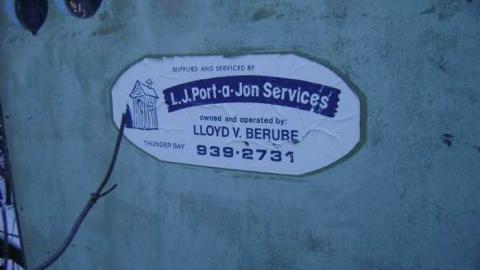 SUPPLIED AND SERVICED BY
L.J.Port-a-Jon Services
owned and operated by:
LLOYD V. BERUBE
THUNDER BAY 939-2731